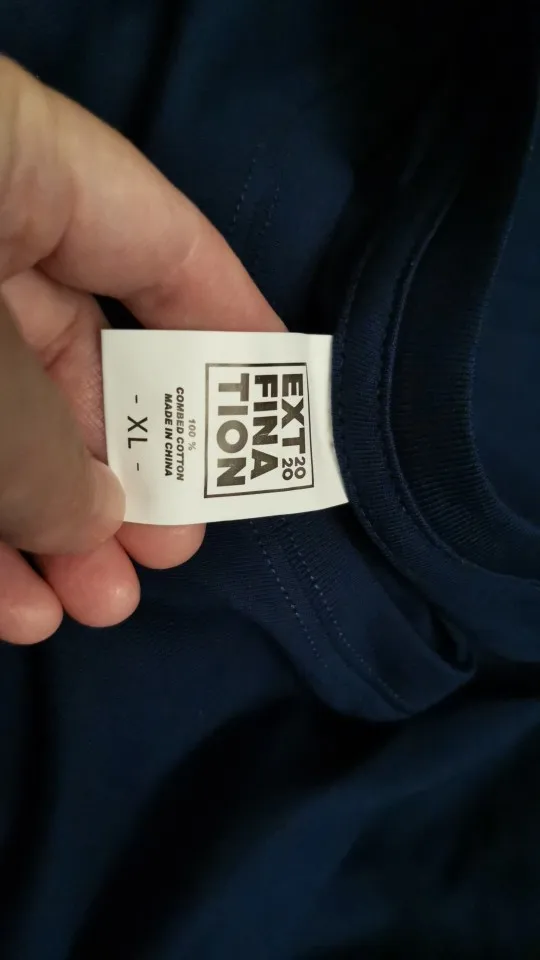 EXT 20
20
FINA
TION
100 %
COMBED COTTON
MADE IN CHINA
- XL -